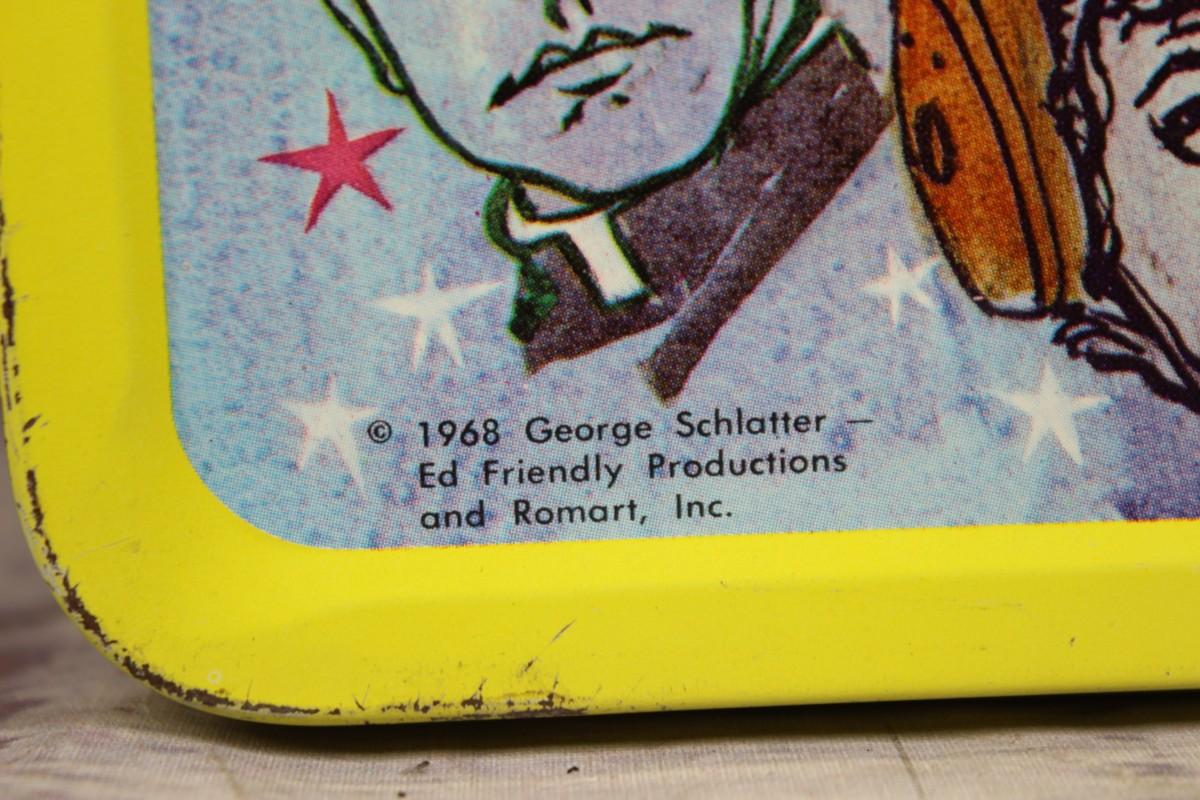 © 1968 George Schlatter —
Ed Friendly Productions
and Romart, Inc.